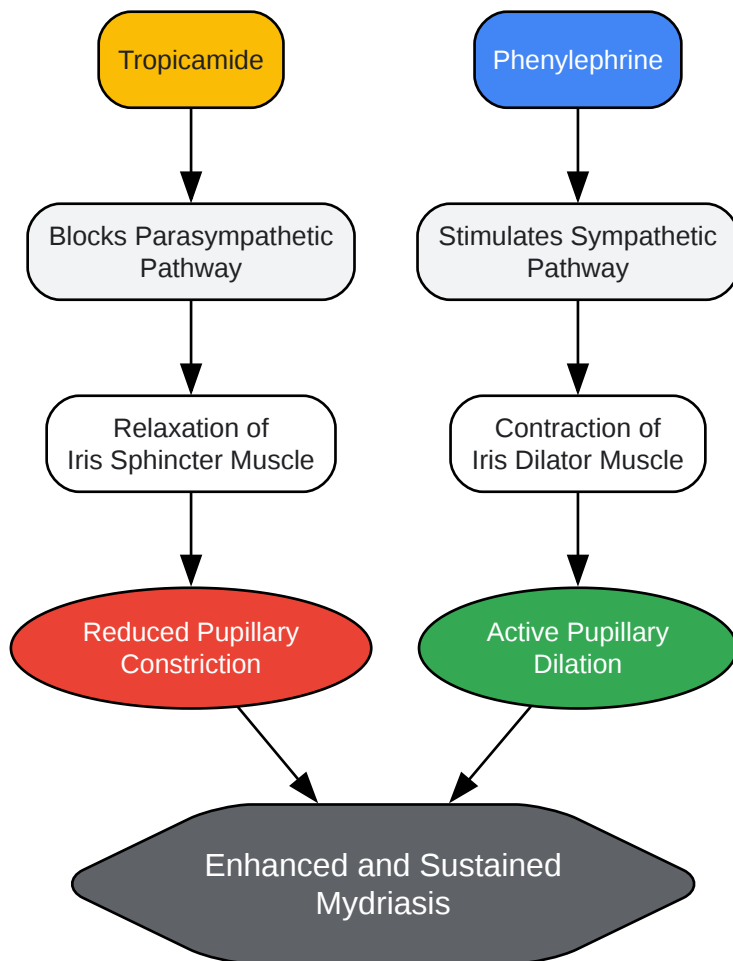 Tropicamide
Phenylephrine
Blocks Parasympathetic
Pathway
Stimulates Sympathetic
Pathway
Relaxation of
Iris Sphincter Muscle
Contraction of
Iris Dilator Muscle
Reduced Pupillary
Constriction
Active Pupillary
Dilation
Enhanced and Sustained
Mydriasis